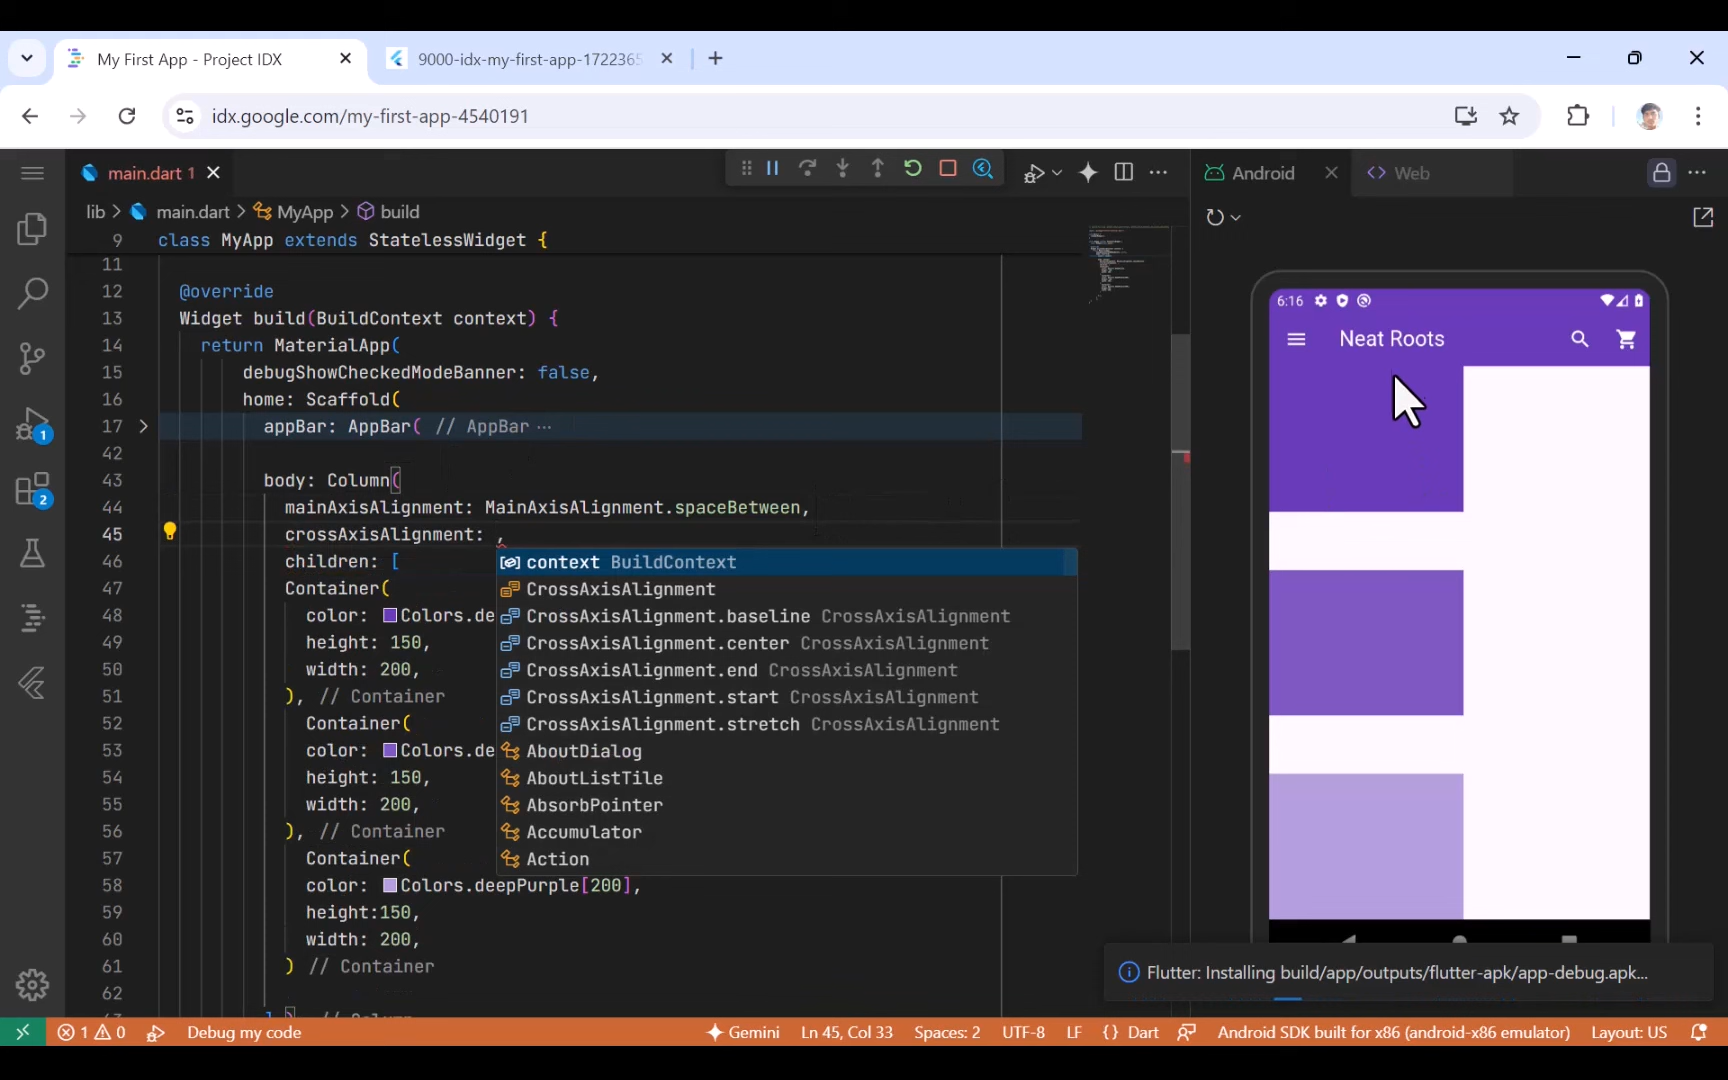 My First App - Project IDX
9000-idx-my-first-app-1722365
idx.google.com/my-first-app-4540191
main.dart 1
Android
Web
lib > main.dart > MyApp > build
9 class MyApp extends StatelessWidget {
11
12 @override
13 Widget build(BuildContext context) {
14 return MaterialApp(
15 debugShowCheckedModeBanner: false,
16 home: Scaffold(
17 appBar: AppBar( // AppBar ...
42
43 body: Column(
44 mainAxisAlignment: MainAxisAlignment.spaceBetween,
45 crossAxisAlignment: ,
46 children: [
47 Container(
48 color: Colors.de
49 height: 150,
50 width: 200,
51 ), // Container
52 Container(
53 color: Colors.de
54 height: 150,
55 width: 200,
56 ), // Container
57 Container(
58 color: Colors.deepPurple[200],
59 height:150,
60 width: 200,
61 ) // Container
62
context BuildContext
CrossAxisAlignment
CrossAxisAlignment.baseline CrossAxisAlignment
CrossAxisAlignment.center CrossAxisAlignment
CrossAxisAlignment.end CrossAxisAlignment
CrossAxisAlignment.start CrossAxisAlignment
CrossAxisAlignment.stretch CrossAxisAlignment
AboutDialog
AboutListTile
AbsorbPointer
Accumulator
Action
1
2
6:16
Neat Roots
Flutter: Installing build/app/outputs/flutter-apk/app-debug.apk...
1 0 Debug my code Gemini Ln 45, Col 33 Spaces: 2 UTF-8 LF {} Dart Android SDK built for x86 (android-x86 emulator) Layout: US